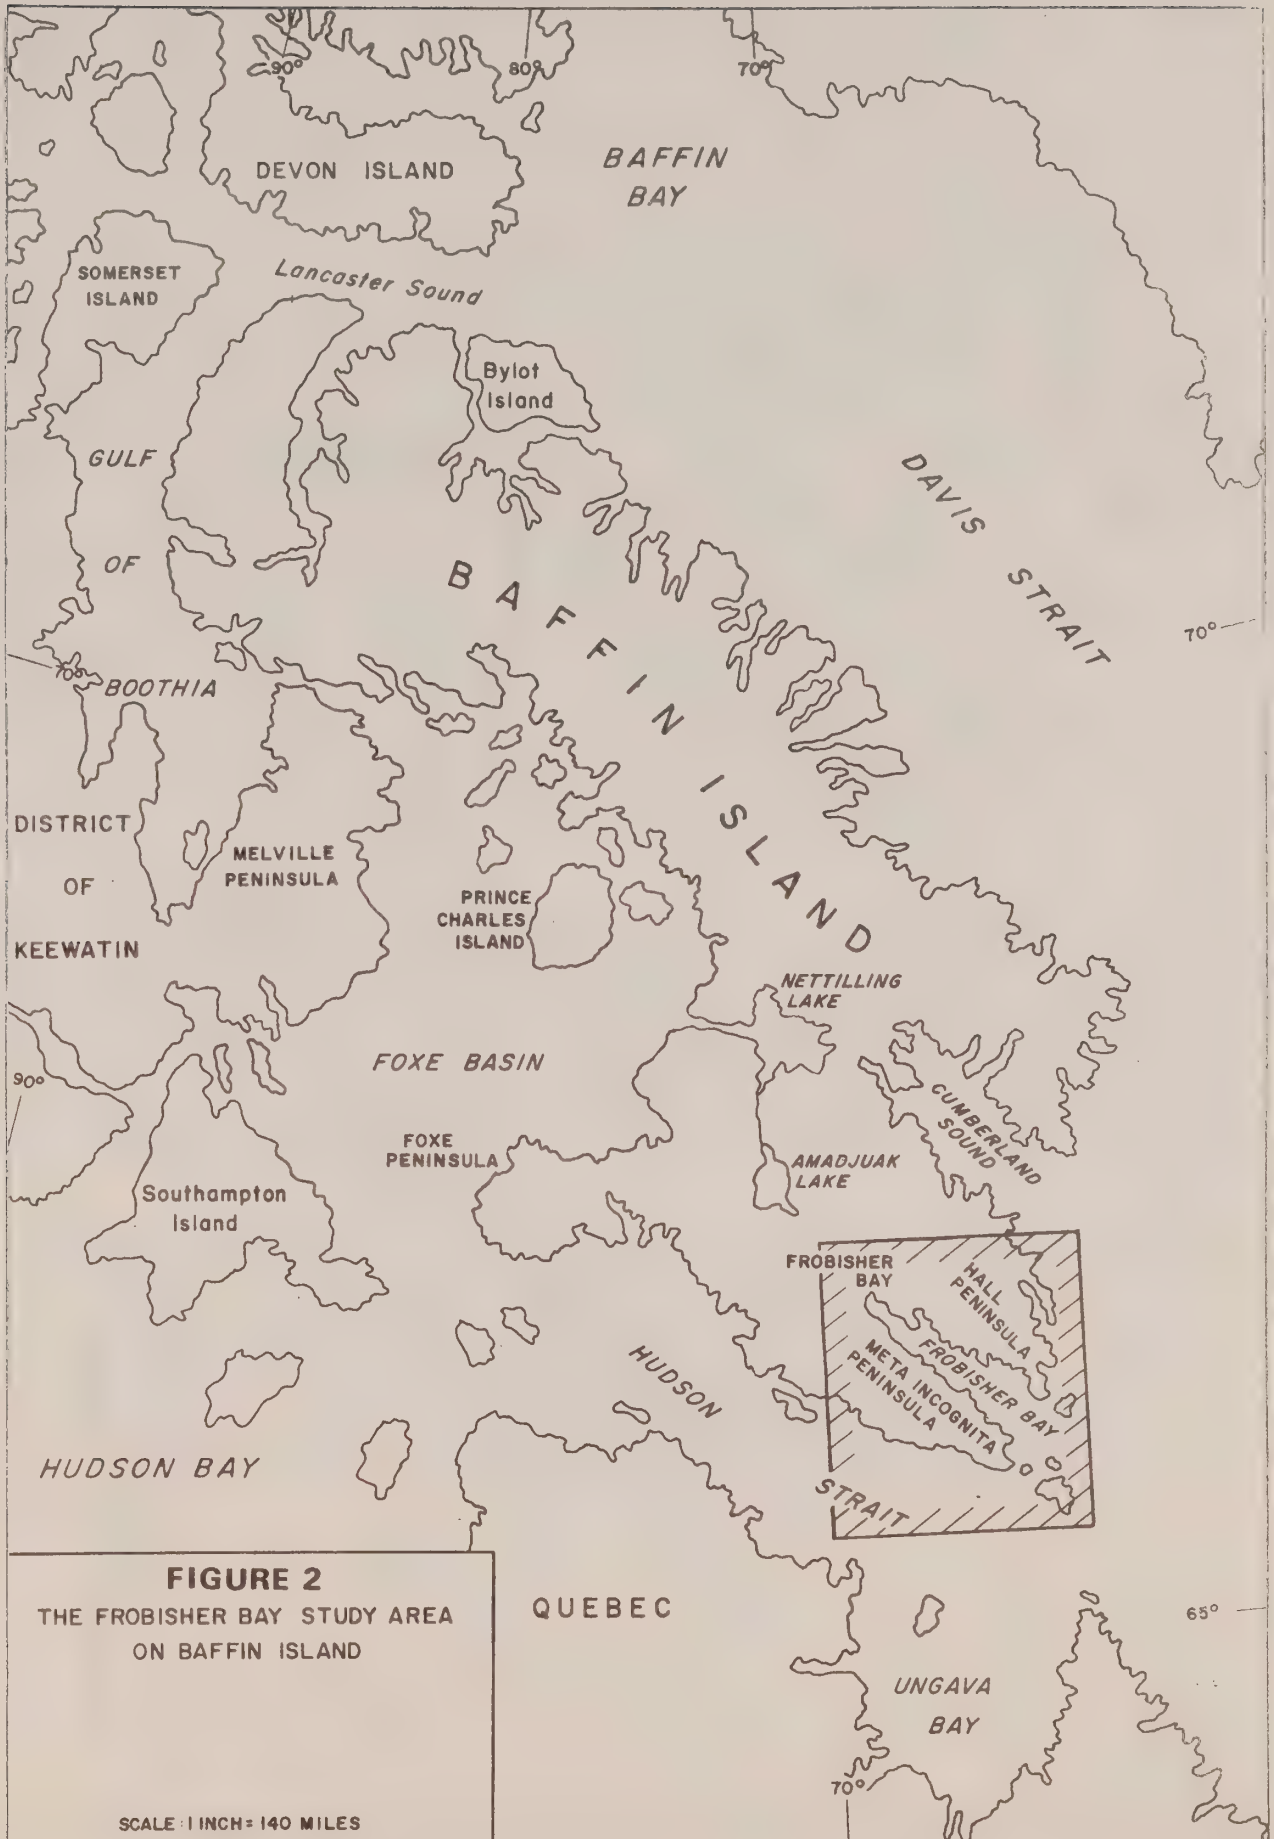 90°
80°
70°
BAFFIN
BAY
DEVON ISLAND
SOMERSET
ISLAND
Lancaster Sound
Bylot
Island
GULF
OF
BOOTHIA
DAVIS STRAIT
BAFFIN ISLAND
70°
70°
DISTRICT
OF
KEEWATIN
MELVILLE
PENINSULA
PRINCE
CHARLES
ISLAND
NETTILLING
LAKE
FOXE BASIN
90°
CUMBERLAND
SOUND
FOXE
PENINSULA
AMADJUAK
LAKE
Southampton
Island
FROBISHER
BAY
HALL
PENINSULA
FROBISHER BAY
META INCOGNITA
PENINSULA
HUDSON
STRAIT
HUDSON BAY
QUEBEC
65°
UNGAVA
BAY
70°
FIGURE 2
THE FROBISHER BAY STUDY AREA
ON BAFFIN ISLAND
SCALE : 1 INCH = 140 MILES